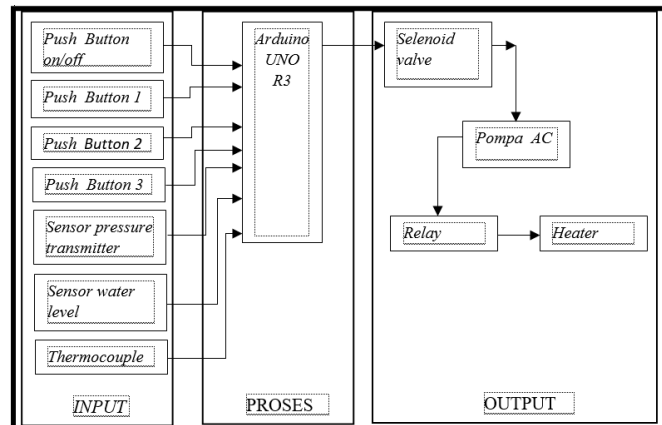 Push Button
on/off
Push Button 1
Push Button 2
Push Button 3
Sensor pressure
transmitter
Sensor water
level
Thermocouple
INPUT
Arduino
UNO
R3
PROSES
Selenoid
valve
Pompa AC
Relay
Heater
OUTPUT